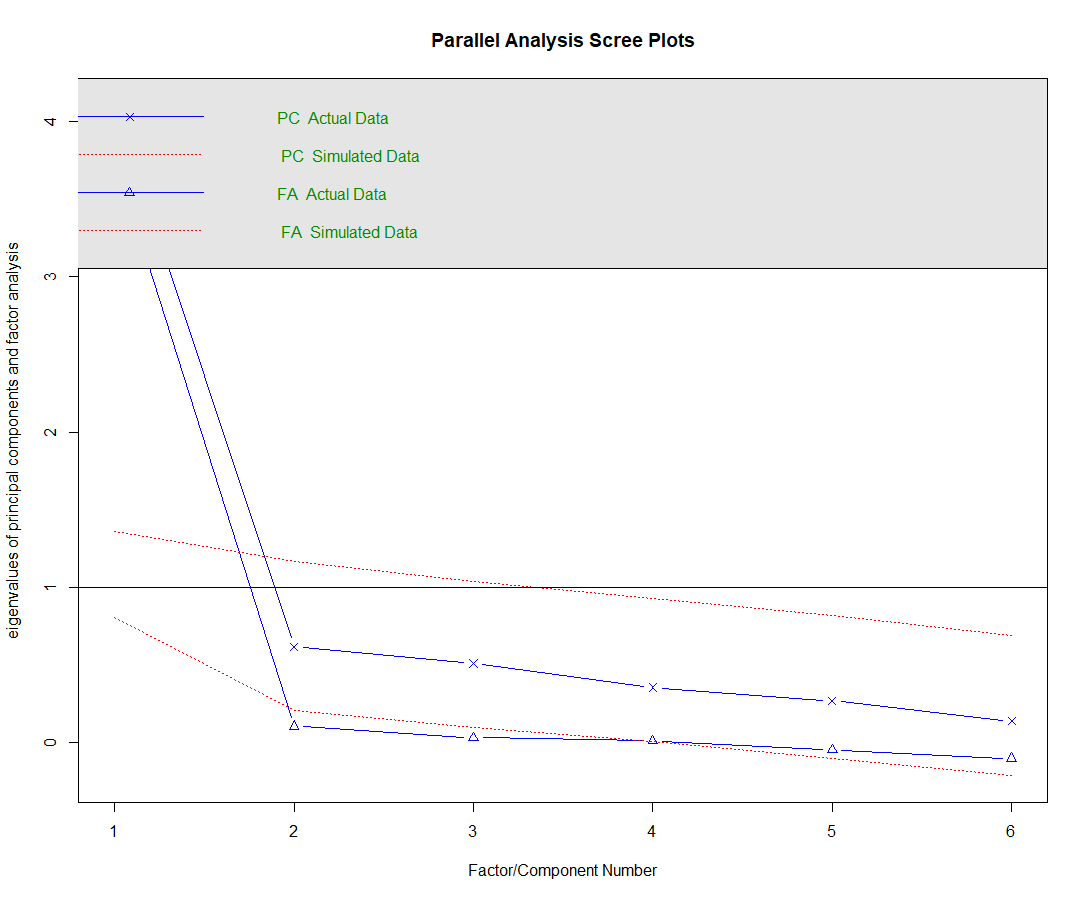 Parallel Analysis Scree Plots
PC  Actual Data
PC  Simulated Data
FA  Actual Data
FA  Simulated Data
eigenvalues of principal components and factor analysis
4
3
2
1
0
1 2 3 4 5 6
Factor/Component Number